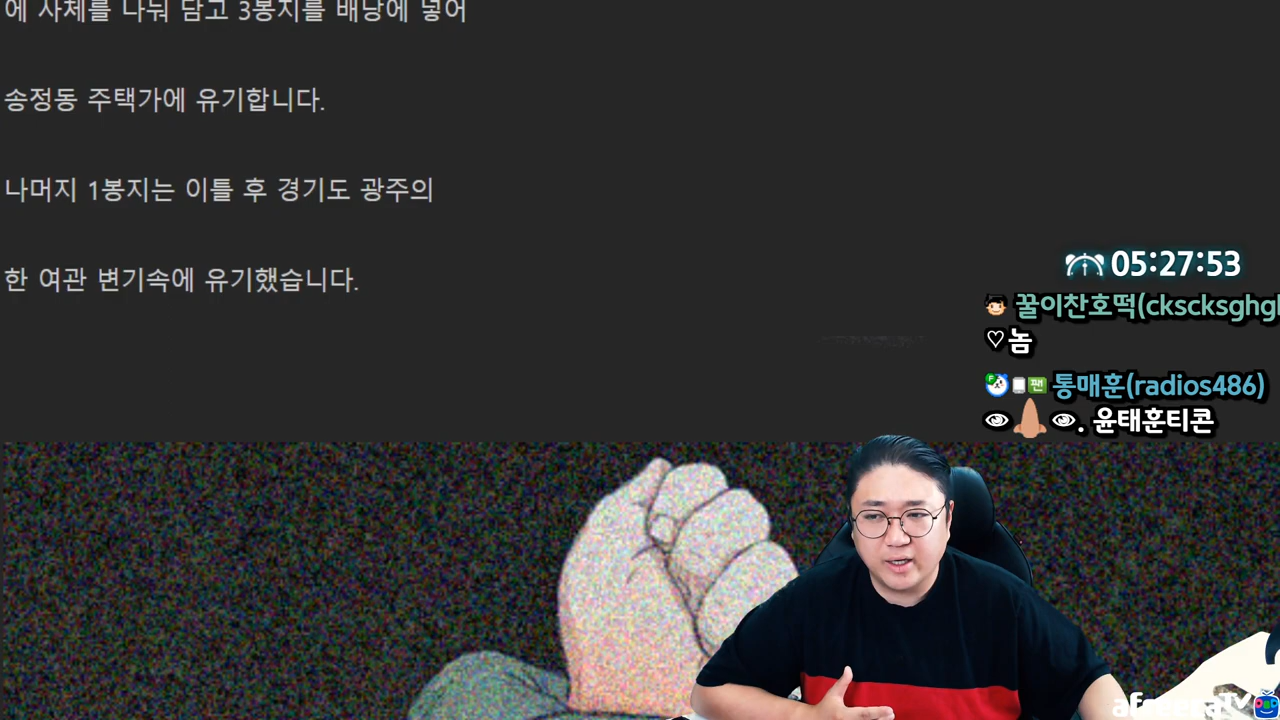 에 사체를 나눠 담고 3봉지를 배낭에 넣어
송정동 주택가에 유기합니다.
나머지 1봉지는 이틀 후 경기도 광주의
한 여관 변기속에 유기했습니다.
05:27:53
꿀이찬호떡(ckscksghgh
♡놈
F 팬 통매훈(radios486)
. 윤태훈티콘
afreecaTV